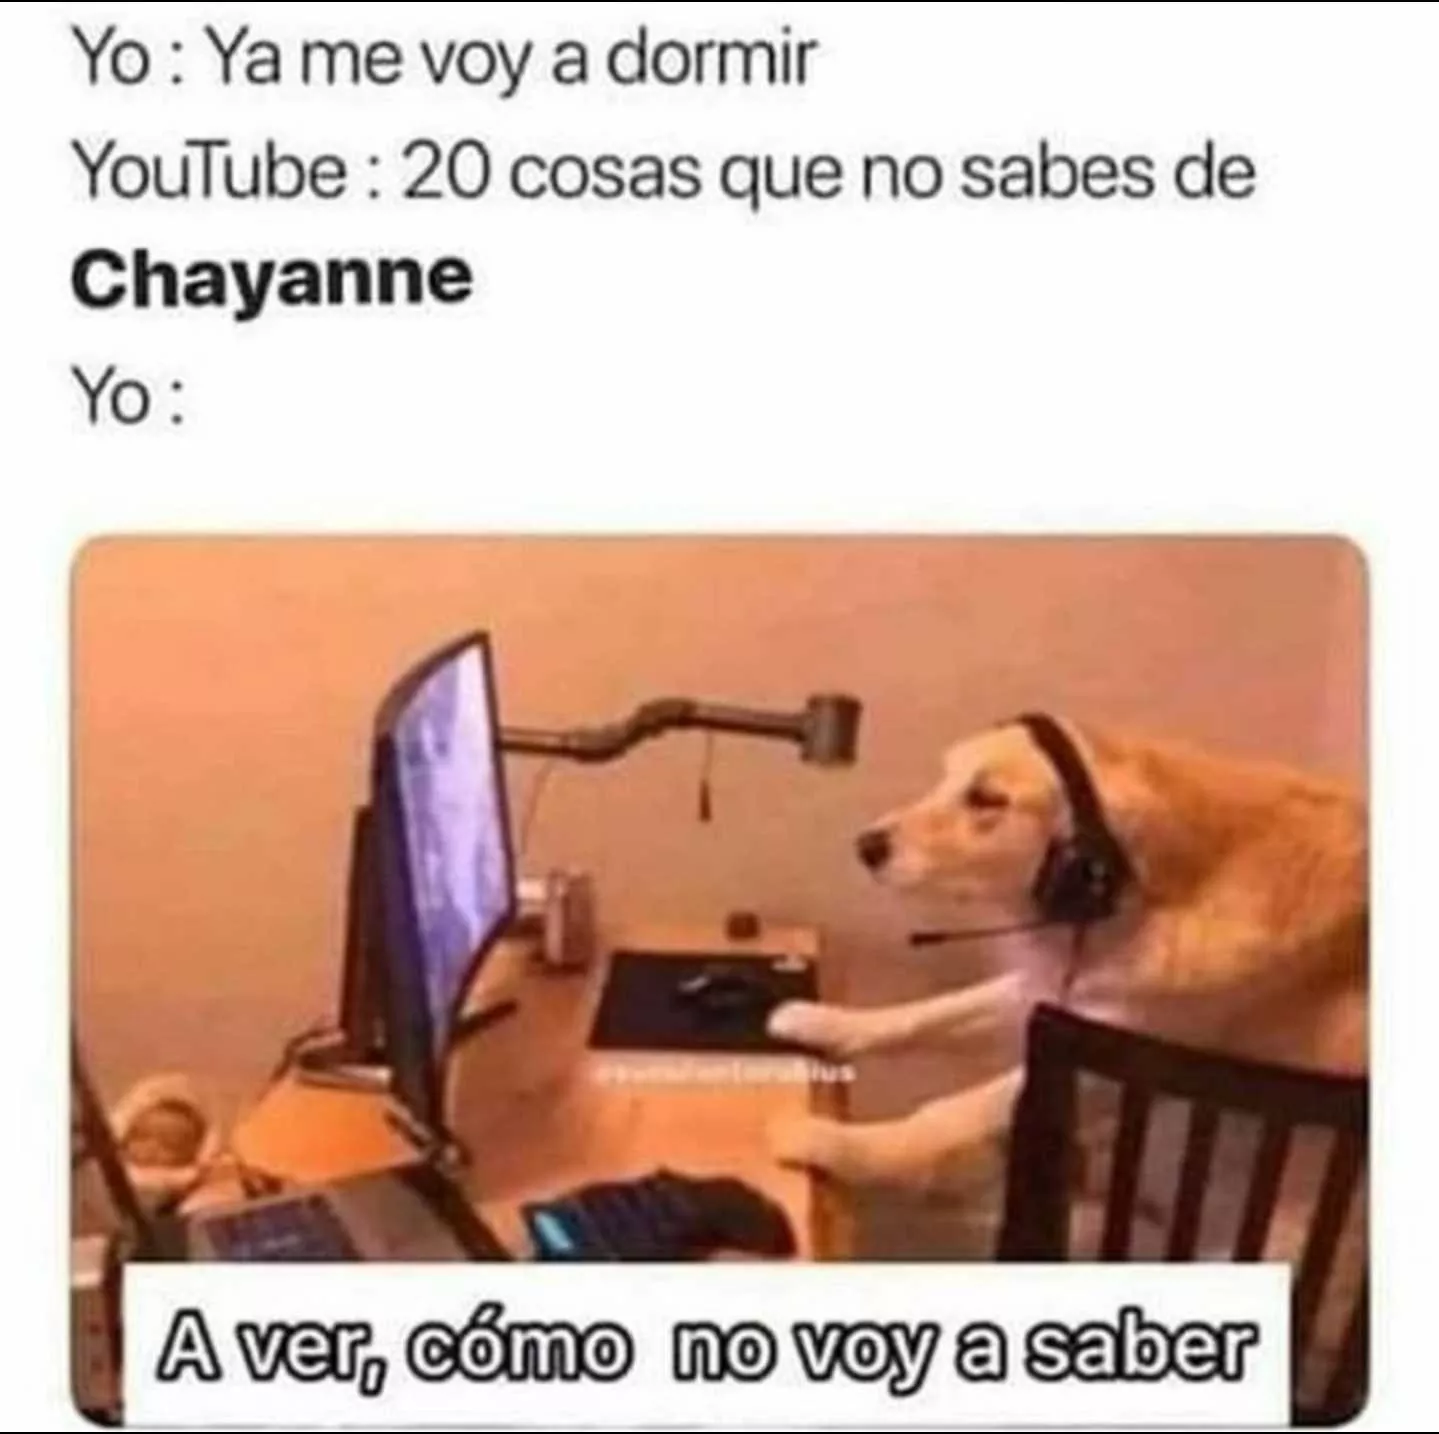 Yo : Ya me voy a dormir
YouTube : 20 cosas que no sabes de
Chayanne
Yo :
A ver, cómo no voy a saber